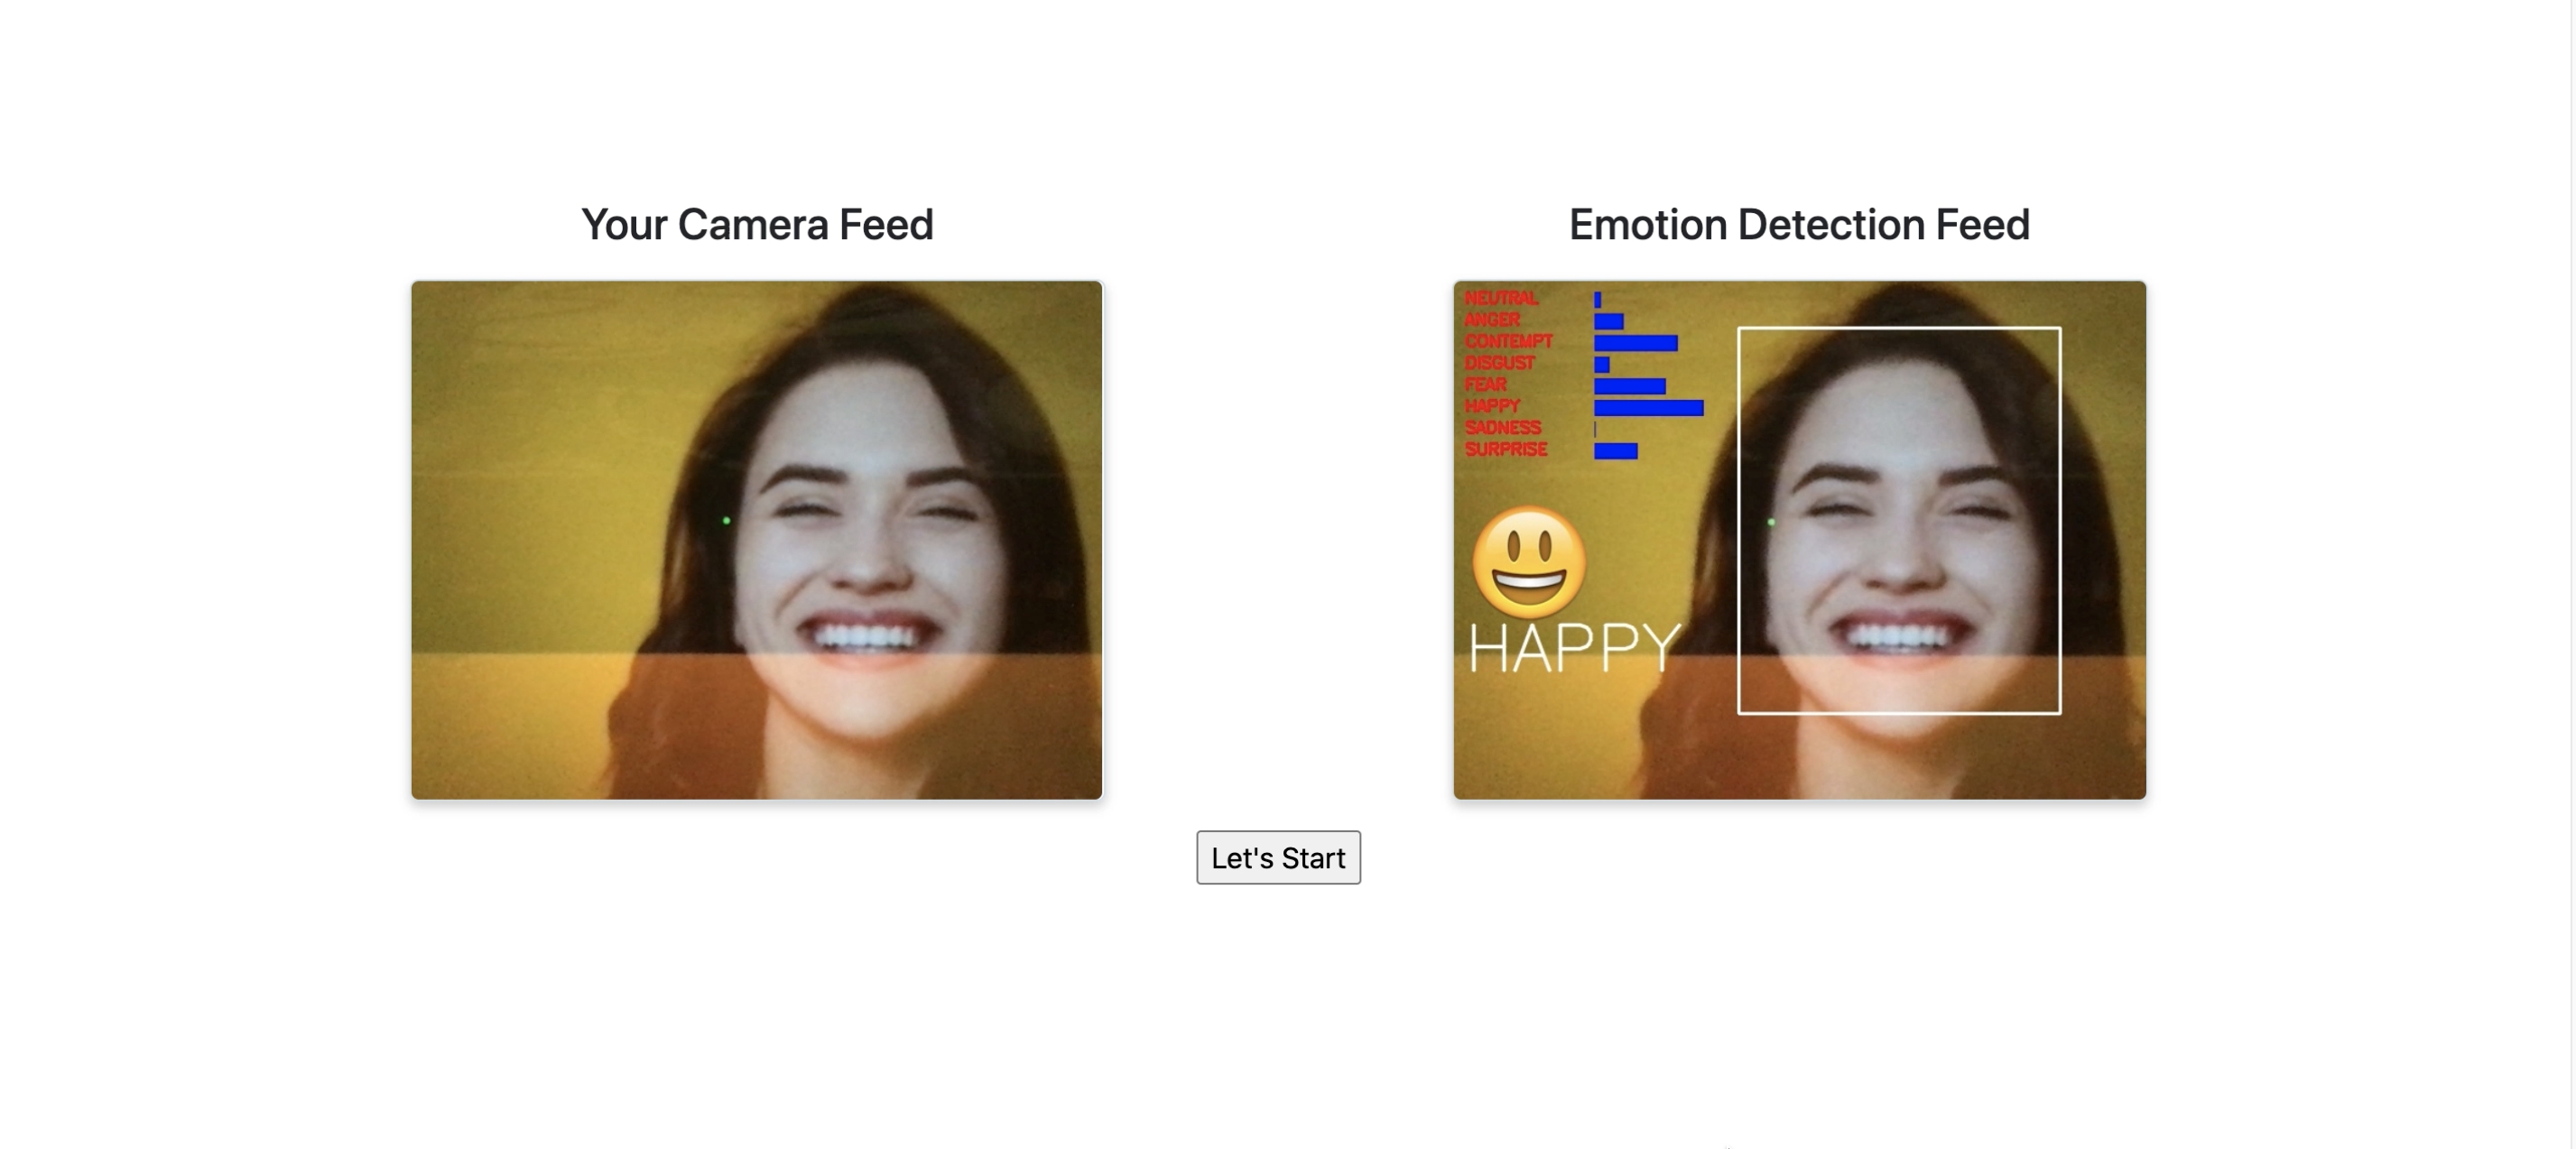 Your Camera Feed
Emotion Detection Feed
NEUTRAL
ANGER
CONTEMPT
DISGUST
FEAR
HAPPY
SADNESS
SURPRISE
HAPPY
Let's Start